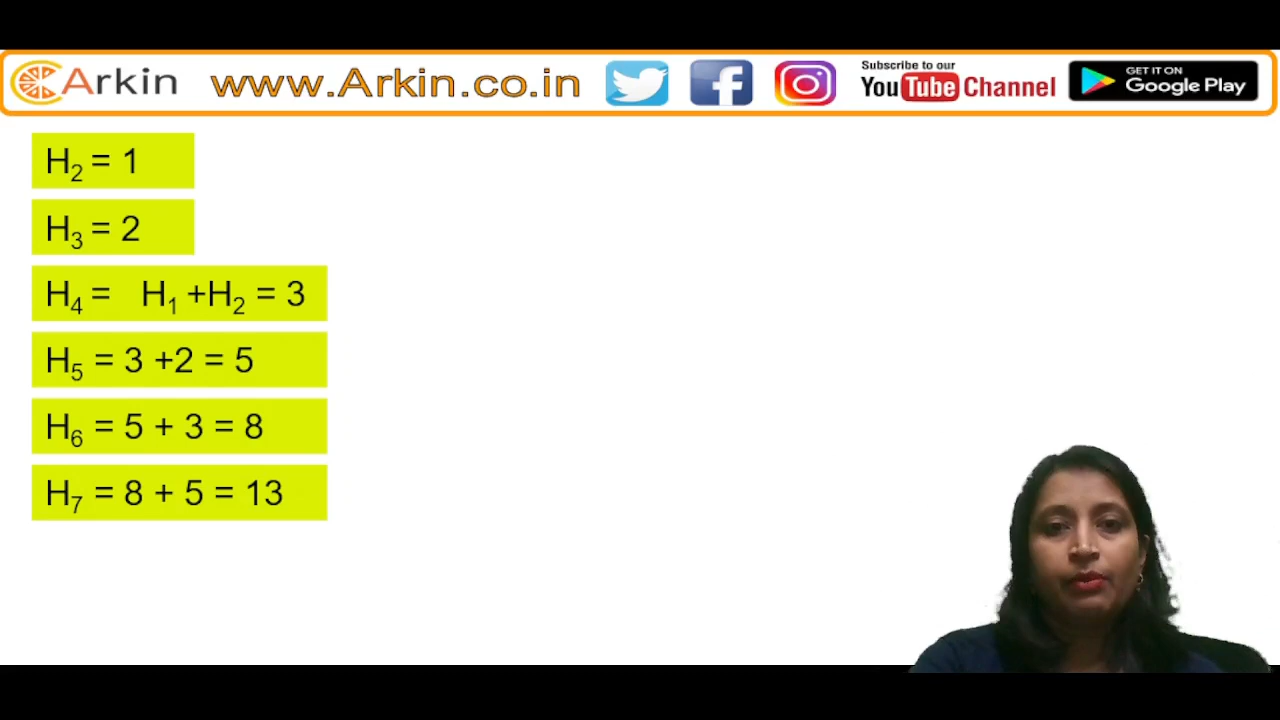 Arkin
www.Arkin.co.in
Subscribe to our
YouTube Channel
GET IT ON
Google Play
H₂ = 1
H₃ = 2
H₄ = H₁ +H₂ = 3
H₅ = 3 +2 = 5
H₆ = 5 + 3 = 8
H₇ = 8 + 5 = 13